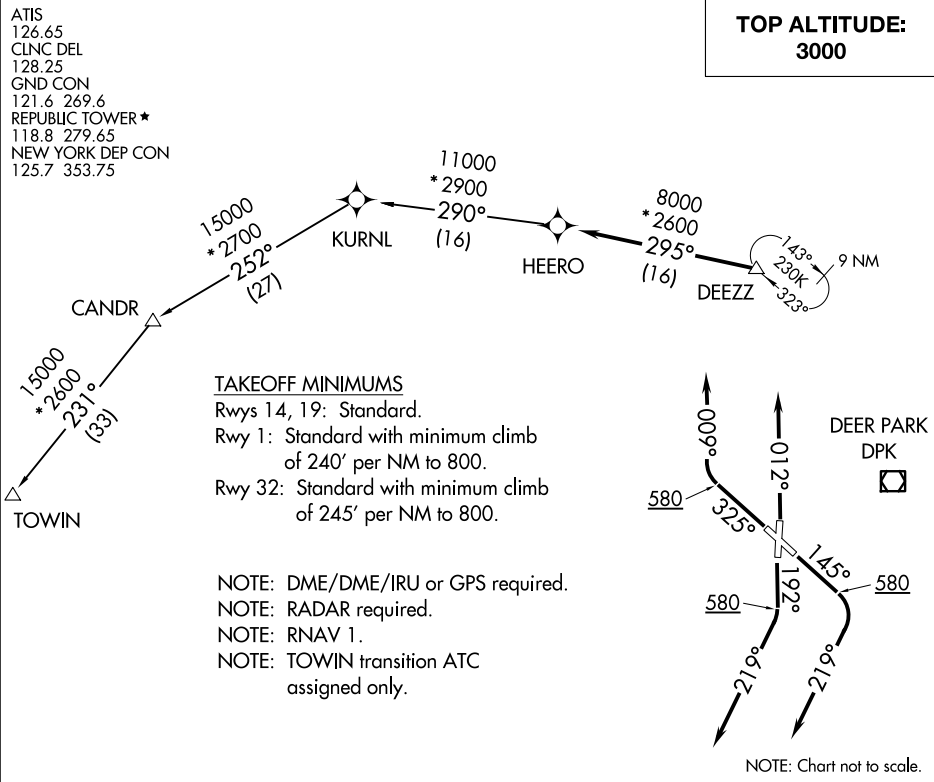 ATIS
126.65
CLNC DEL
128.25
GND CON
121.6 269.6
REPUBLIC TOWER★
118.8 279.65
NEW YORK DEP CON
125.7 353.75
TOP ALTITUDE:
3000
11000
*2900
290°
(16)
8000
*2600
295°
(16)
15000
*2700
252°
(27)
KURNL
HEERO
DEEZZ
143°
230K
323°
9 NM
CANDR
15000
*2600
231°
(33)
TOWIN
TAKEOFF MINIMUMS
Rwys 14, 19: Standard.
Rwy 1: Standard with minimum climb
of 240' per NM to 800.
Rwy 32: Standard with minimum climb
of 245' per NM to 800.
NOTE: DME/DME/IRU or GPS required.
NOTE: RADAR required.
NOTE: RNAV 1.
NOTE: TOWIN transition ATC
assigned only.
009°
012°
DEER PARK
DPK
580
325°
145°
192°
580
580
219°
219°
NOTE: Chart not to scale.